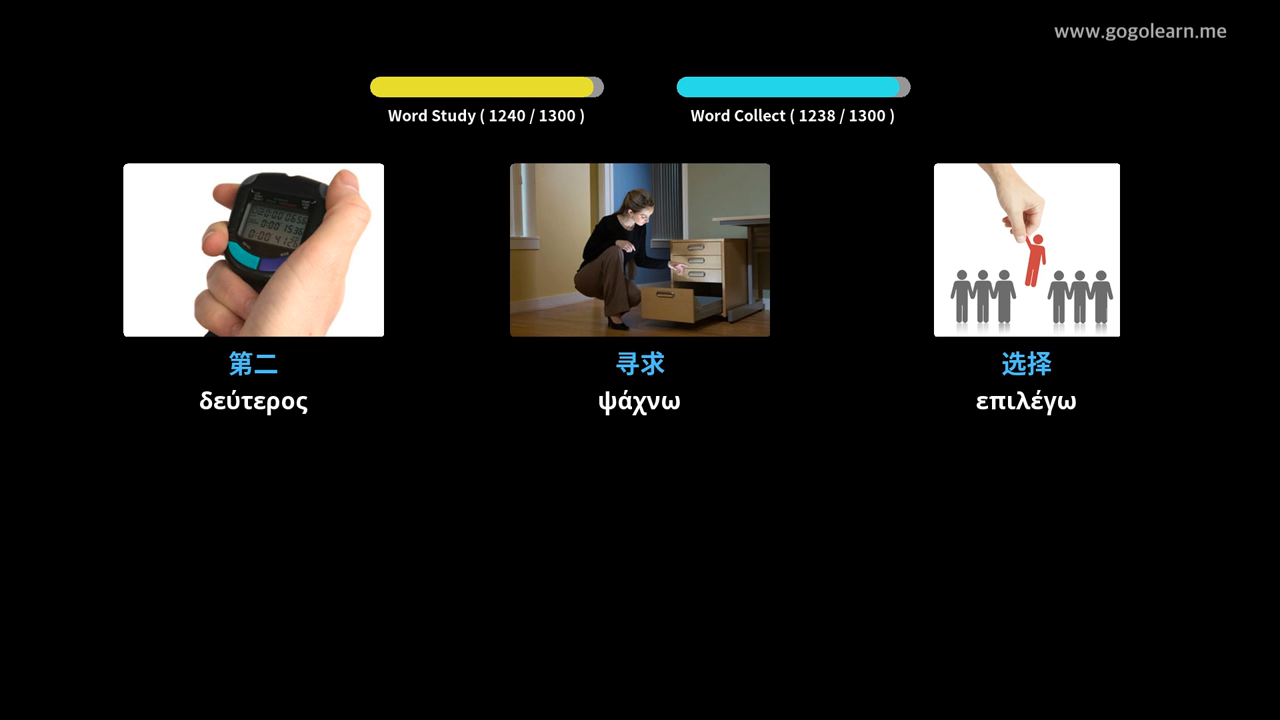 www.gogolearn.me
Word Study ( 1240 / 1300 )
Word Collect ( 1238 / 1300 )
第二
寻求
选择
δεύτερος
ψάχνω
επιλέγω